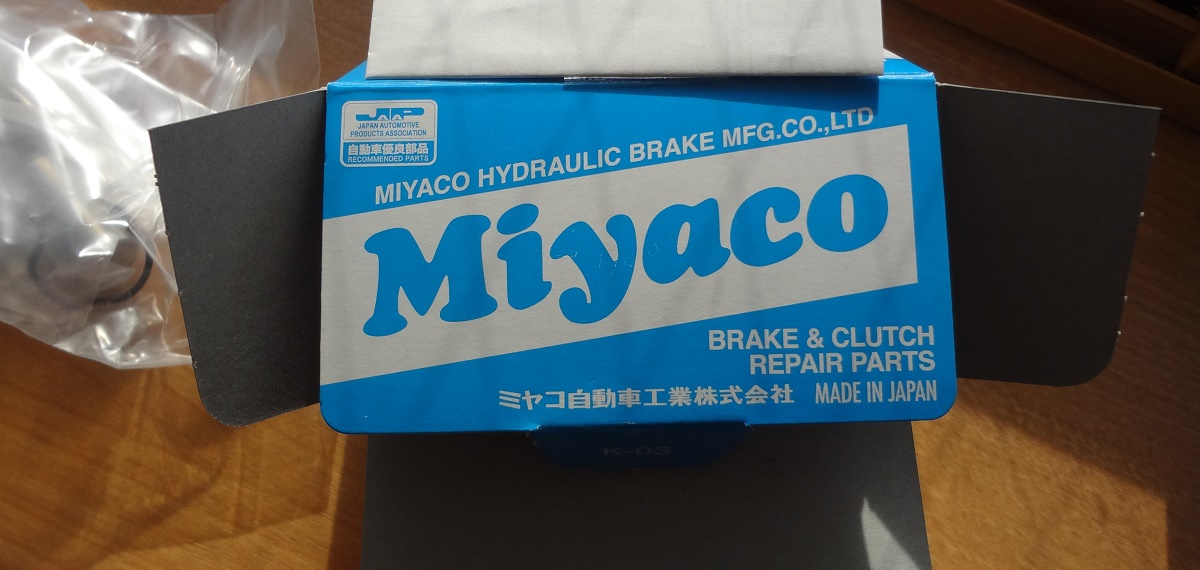 JAPA
JAPAN AUTOMOTIVE
PRODUCTS ASSOCIATION
自動車優良部品
RECOMMENDED PARTS
MIYACO HYDRAULIC BRAKE MFG.CO.,LTD
Miyaco
BRAKE & CLUTCH
REPAIR PARTS
ミヤコ自動車工業株式会社 MADE IN JAPAN
K-03